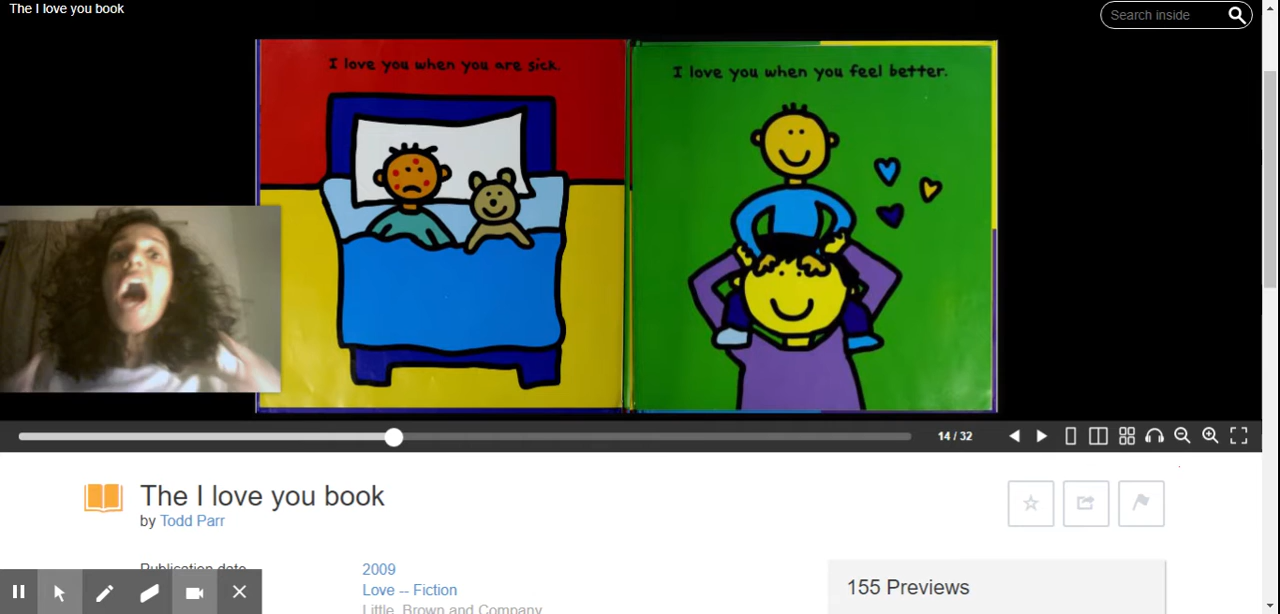 The I love you book
Search inside
I love you when you are sick.
I love you when you feel better.
14 / 32
The I love you book
by Todd Parr
Publication date
2009
Love -- Fiction
Little, Brown and Company
155 Previews